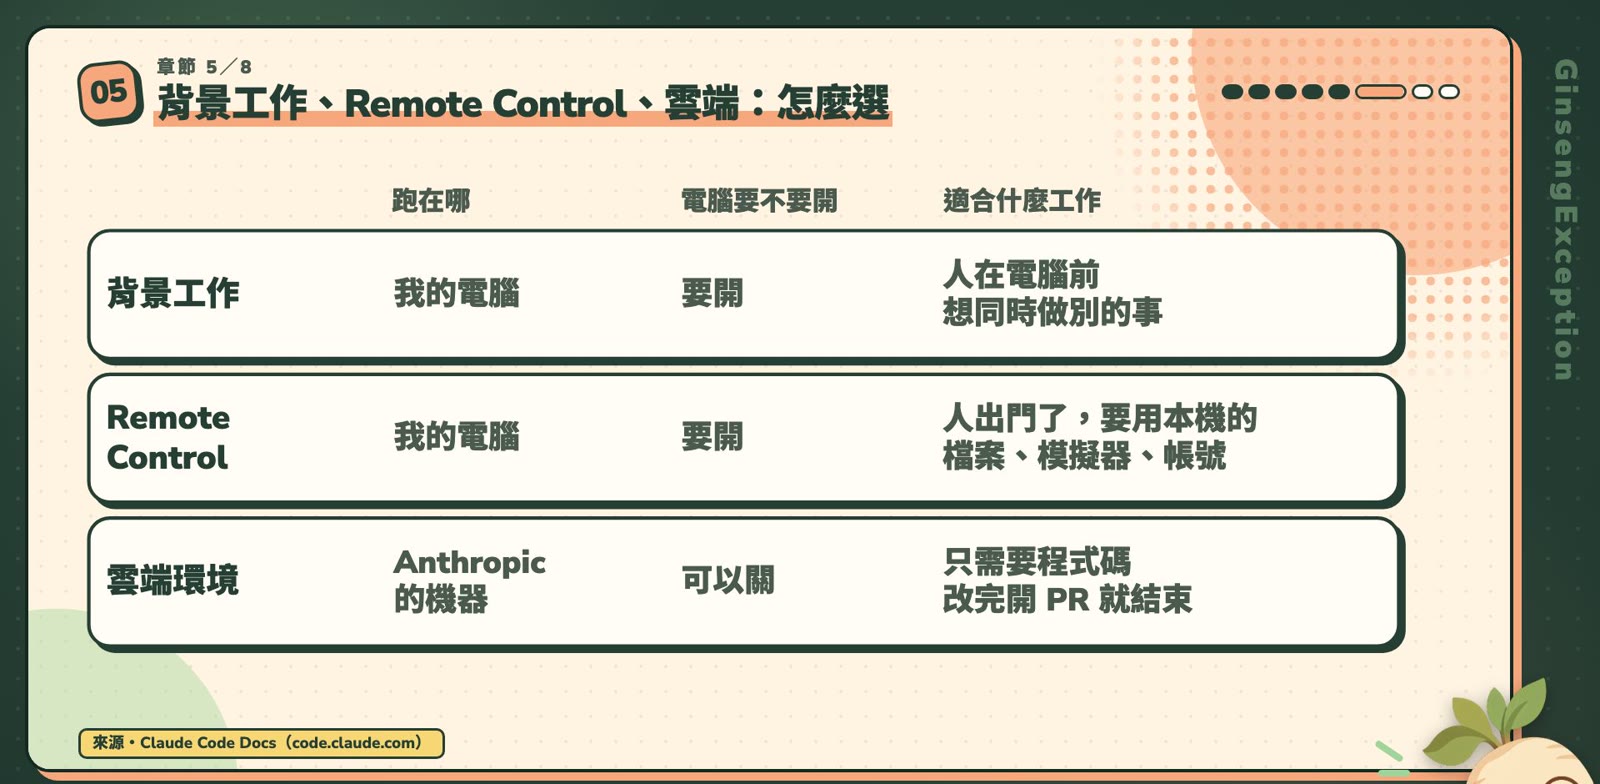 05
章節 5／8
背景工作、Remote Control、雲端：怎麼選
跑在哪
電腦要不要開
適合什麼工作
背景工作
我的電腦
要開
人在電腦前
想同時做別的事
Remote
Control
我的電腦
要開
人出門了，要用本機的
檔案、模擬器、帳號
雲端環境
Anthropic
的機器
可以關
只需要程式碼
改完開 PR 就結束
來源・Claude Code Docs（code.claude.com）
GinsengException